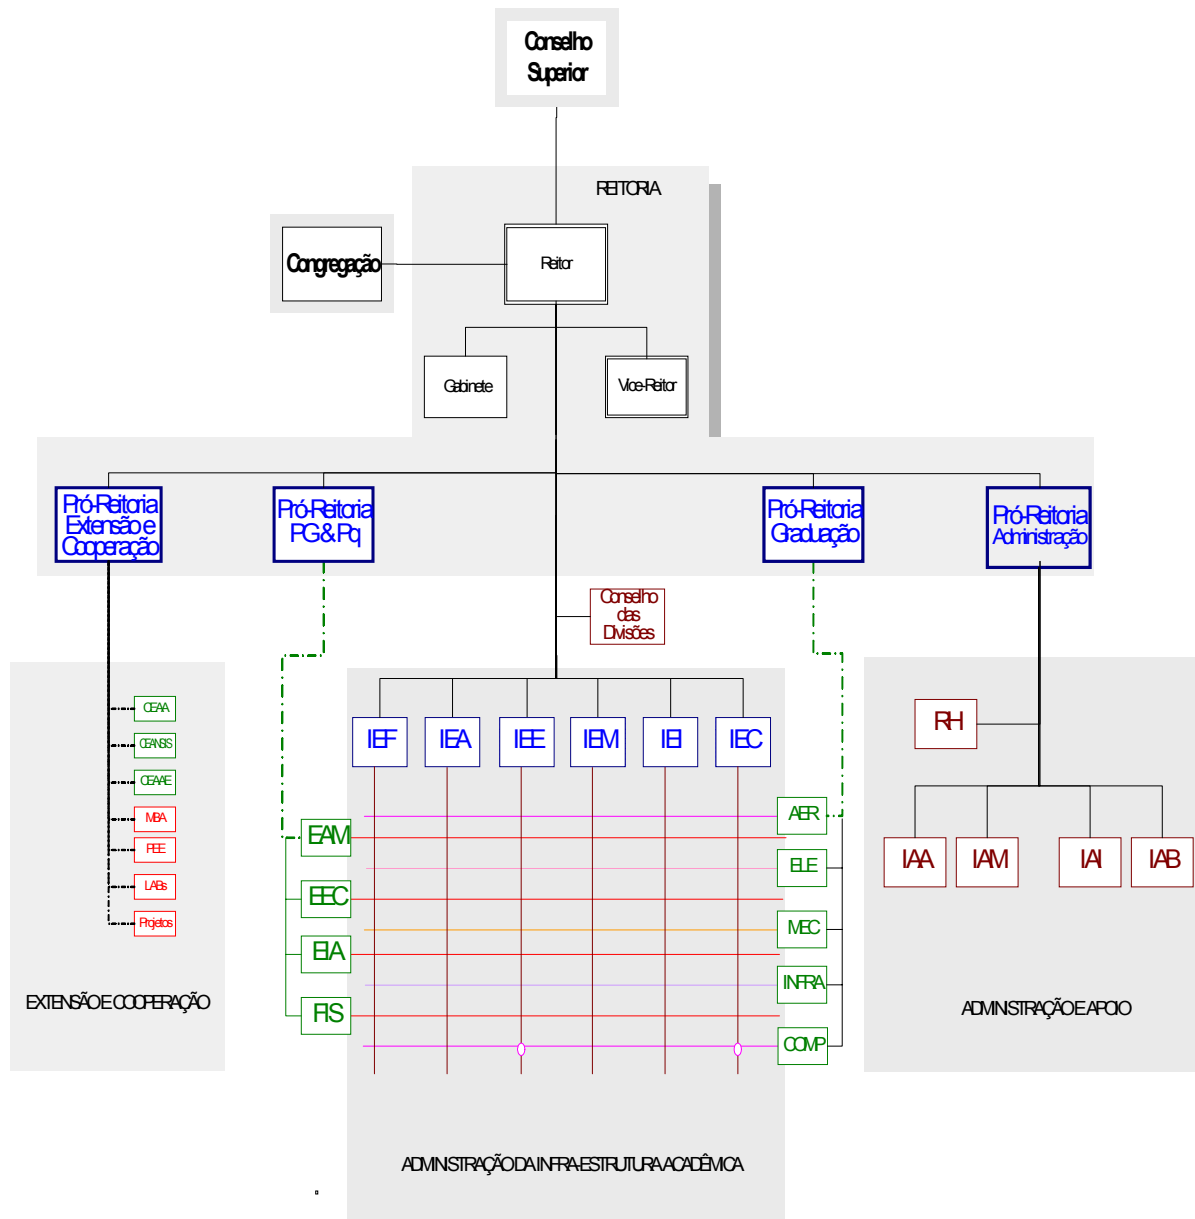 Conselho
Superior
REITORIA
Congregação
Reitor
Gabinete
Vice-Reitor
Pró-Reitoria
Extensão e
Cooperação
Pró-Reitoria
PG & Pq
Pró-Reitoria
Graduação
Pró-Reitoria
Administração
Conselho
das
Divisões
CEAA
CEANSIS
CEAAE
MBA
PEE
LABs
Projetos
EXTENSÃO E COOPERAÇÃO
IEF
IEA
IEE
IEM
IEI
IEC
EAM
EEC
EIA
FIS
AER
ELE
MEC
INFRA
COMP
ADMINISTRAÇÃO DA INFRA-ESTRUTURA ACADÊMICA
RH
IAA
IAM
IAI
IAB
ADMINISTRAÇÃO E APOIO